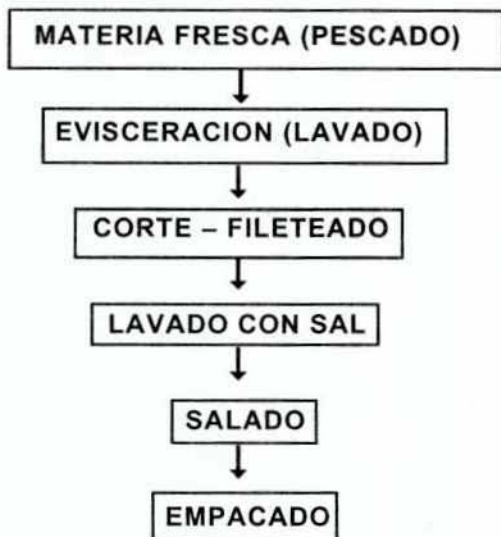 MATERIA FRESCA (PESCADO)
EVISCERACION (LAVADO)
CORTE – FILETEADO
LAVADO CON SAL
SALADO
EMPACADO